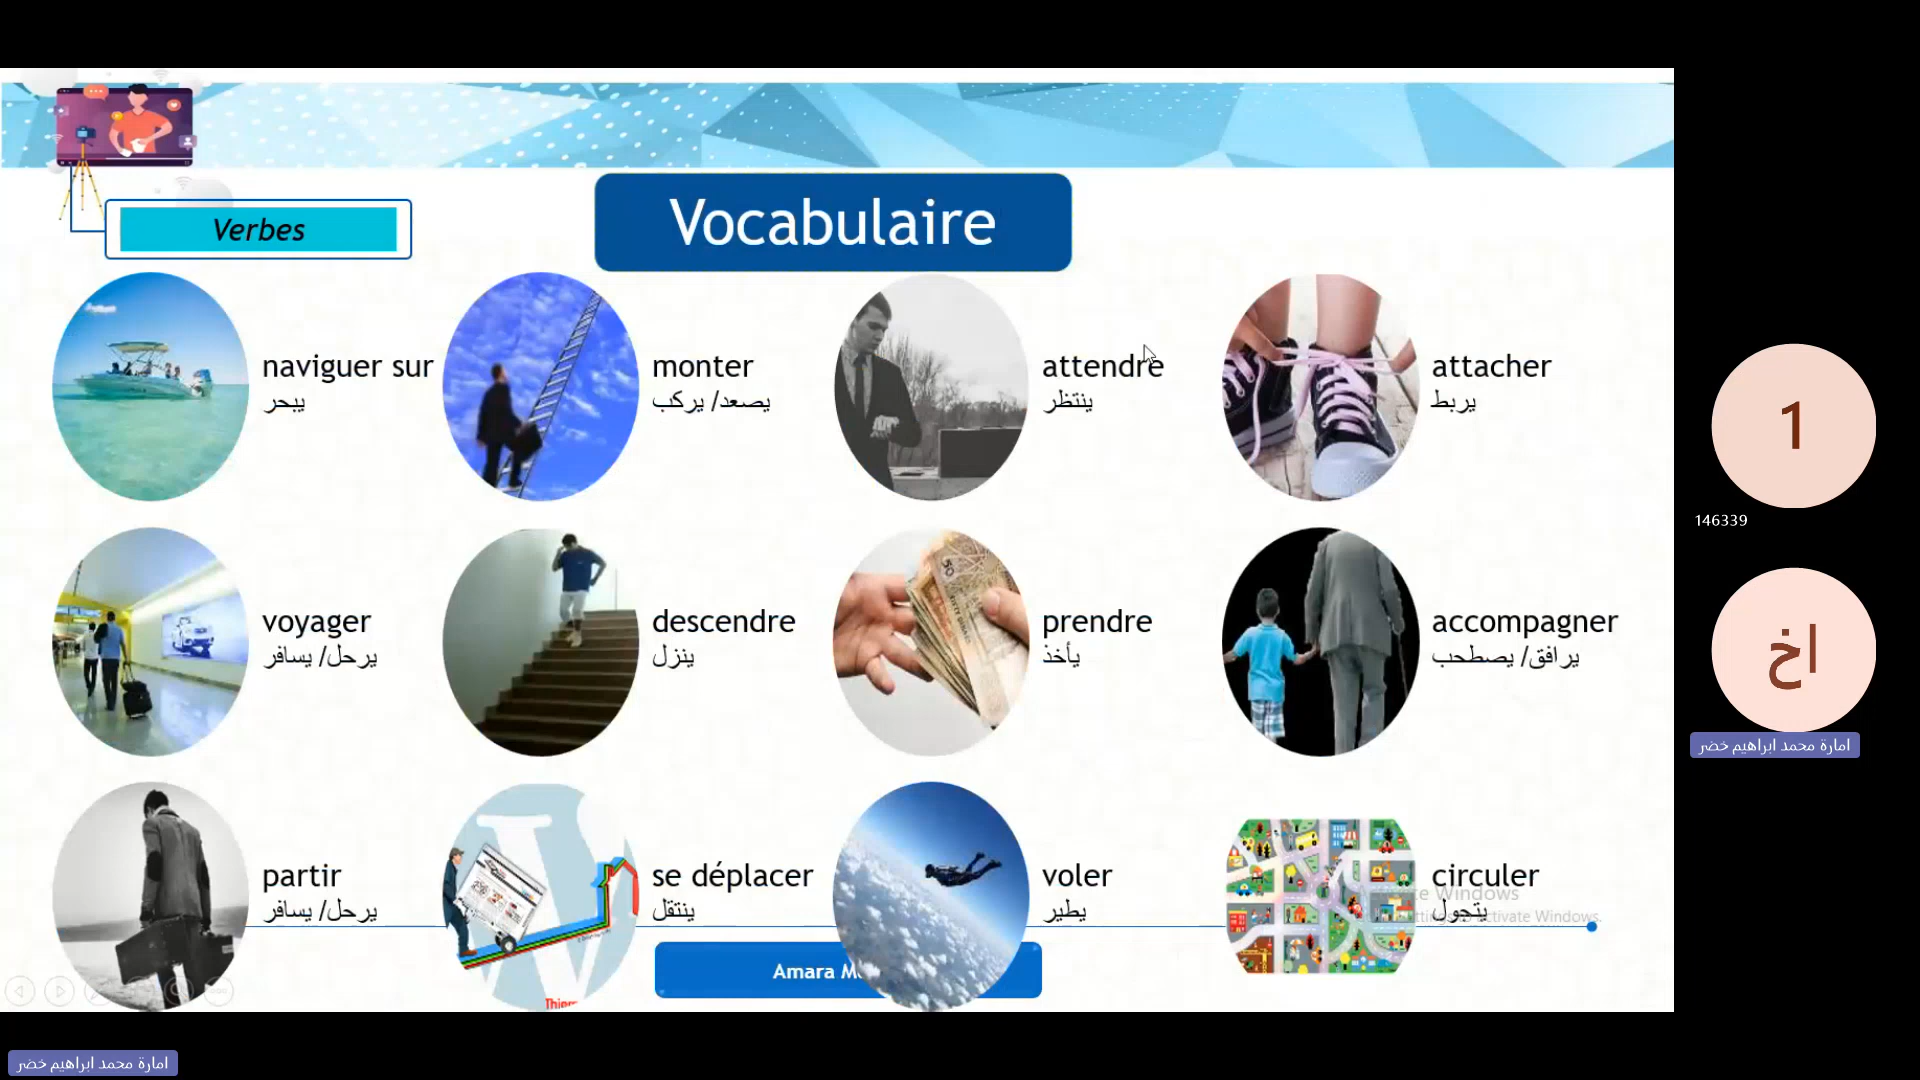 Verbes
Vocabulaire
naviguer sur
يبحر
monter
يصعد/ يركب
attendre
ينتظر
attacher
يربط
voyager
يرحل/ يسافر
descendre
ينزل
prendre
يأخذ
accompagner
يرافق/ يصطحب
partir
يرحل/ يسافر
se déplacer
ينتقل
voler
يطير
circuler
يتجول
Amara
1
146339
اخ
امارة محمد ابراهيم خضر
امارة محمد ابراهيم خضر